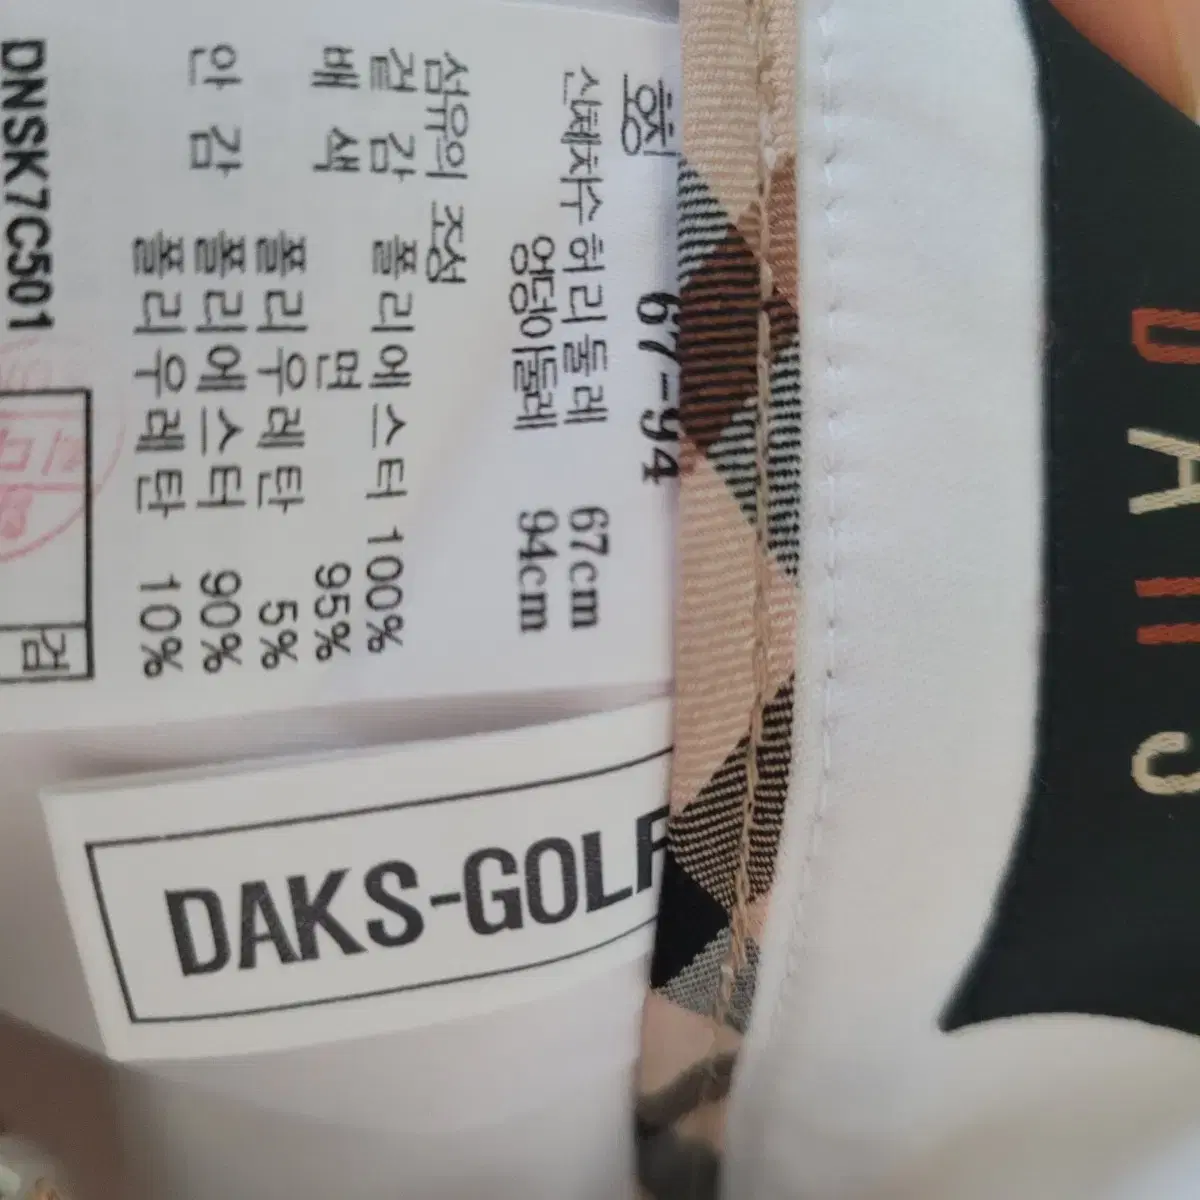 호칭 67-94
신체치수 허리둘레 67cm
엉덩이둘레 94cm
섬유의 조성
겉감 폴리에스터 100%
배색 면 95%
폴리우레탄 5%
안감 폴리에스터 90%
폴리우레탄 10%
DNSK7C501
검
DAKS-GOLF
DAKS